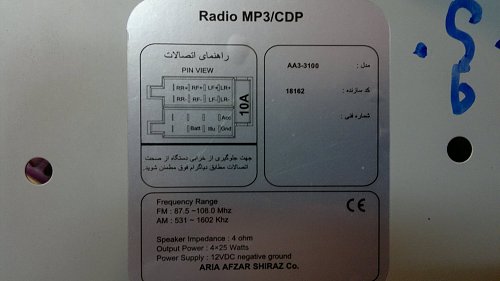 Radio MP3/CDP
راهنمای اتصالات
PIN VIEW
RR+ RF+ LF+ LR+
RR- RF- LF- LR-
Acc
Batt Illu Gnd
10A
جهت جلوگیری از خرابی دستگاه از صحت
اتصالات مطابق دیاگرام فوق مطمئن شوید.
مدل : AA3-3100
کد سازنده : 16162
شماره فنی :
Frequency Range
FM : 87.5 ~108.0 Mhz
AM : 531 ~ 1602 Khz
CE
Speaker Impedance : 4 ohm
Output Power : 4×25 Watts
Power Supply : 12VDC negative ground
ARIA AFZAR SHIRAZ Co.